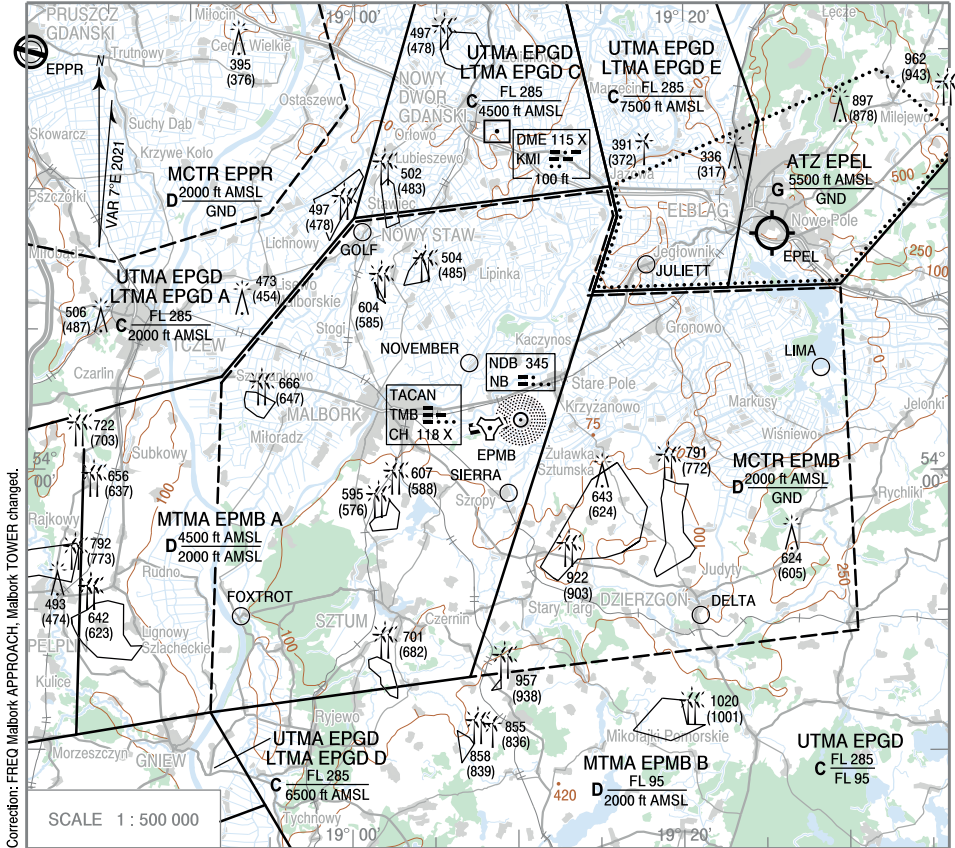 PRUSZCZ
GDAŃSKI
Miłocin
19° 00'
19° 20'
Łęcze
Trutnowy
Cedry Wielkie
395
(376)
EPPR
497
(478)
UTMA EPGD
LTMA EPGD C
C FL 285
4500 ft AMSL
UTMA EPGD
LTMA EPGD E
C FL 285
7500 ft AMSL
962
(943)
897
(878)
Milejewo
N
VAR 7°E 2021
Ostaszewo
NOWY
DWÓR
GDAŃSKI
Orłowo
Skowarcz
Suchy Dąb
Krzywe Koło
DME 115 X
KMI
100 ft
391
(372)
336
(317)
ATZ EPEL
G 5500 ft AMSL
GND
500
MCTR EPPR
D 2000 ft AMSL
GND
Lubieszewo
502
(483)
Pszczółki
497
(478)
Stawiec
ELBLĄG
Nowe Pole
Lichnowy
GOLF
NOWY STAW
EPEL
Miłobądz
Jegłownik
JULIETT
250
100
UTMA EPGD
LTMA EPGD A
C FL 285
2000 ft AMSL
473
(454)
Lisewo
Malborskie
504
(485)
Lipinka
604
(585)
506
(487)
TCZEW
Stogi
Gronowo
Kaczynos
NOVEMBER
LIMA
Czarlin
NDB 345
NB
Stare Pole
666
(647)
TACAN
TMB
CH 118 X
MALBORK
Miłoradz
Krzyżanowo
Markusy
Jelonki
75
EPMB
Wiśniewo
722
(703)
Subkowy
656
(637)
54°
00'
54°
00'
SIERRA
Żuławka
Sztumska
791
(772)
MCTR EPMB
D 2000 ft AMSL
GND
607
(588)
595
(576)
Szropy
643
(624)
Rychliki
100
Rajkowy
MTMA EPMB A
D 4500 ft AMSL
2000 ft AMSL
792
(773)
624
(605)
100
250
922
(903)
Judyty
Rudno
493
(474)
FOXTROT
DZIERZGOŃ
DELTA
Stary Targ
642
(623)
SZTUM
Czernin
PELPLIN
Lignowy
Szlacheckie
100
701
(682)
957
(938)
Kulice
1020
(1001)
Ryjewo
855
(836)
858
(839)
Mikołajki Pomorskie
Morzeszczyn
GNIEW
UTMA EPGD
LTMA EPGD D
C FL 285
6500 ft AMSL
MTMA EPMB B
D FL 95
2000 ft AMSL
UTMA EPGD
C FL 285
FL 95
420
SCALE 1 : 500 000
Tychnowy
19° 00'
19° 20'
Correction: FREQ Malbork APPROACH, Malbork TOWER changed.